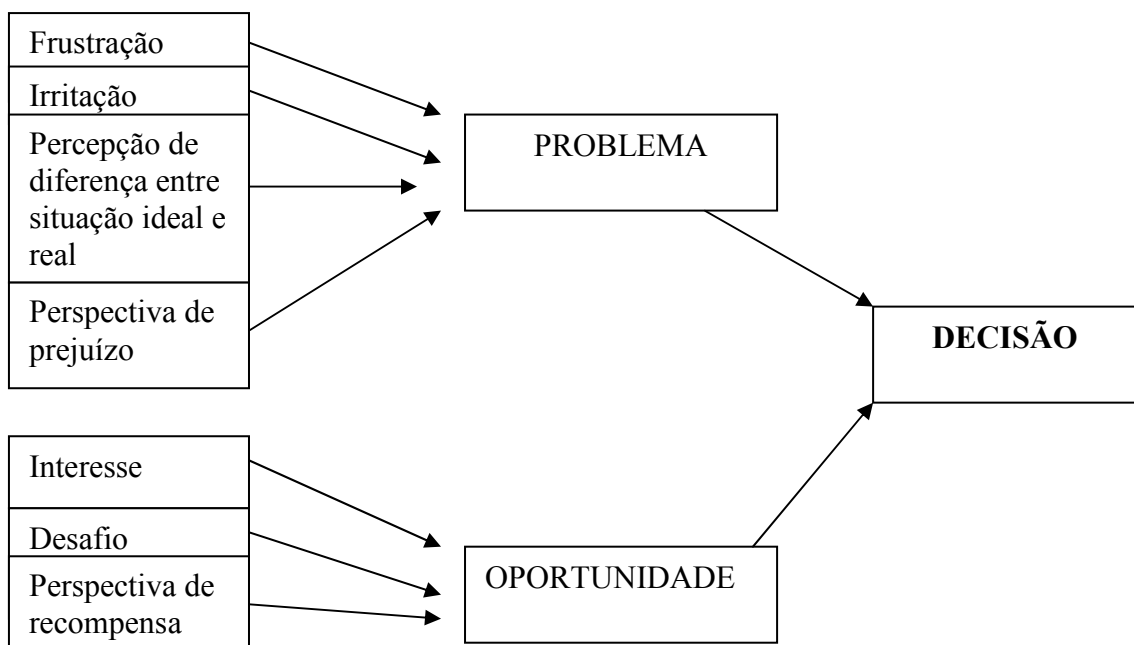 Frustração
Irritação
Percepção de
diferença entre
situação ideal e
real
Perspectiva de
prejuízo
PROBLEMA
DECISÃO
Interesse
Desafio
Perspectiva de
recompensa
OPORTUNIDADE